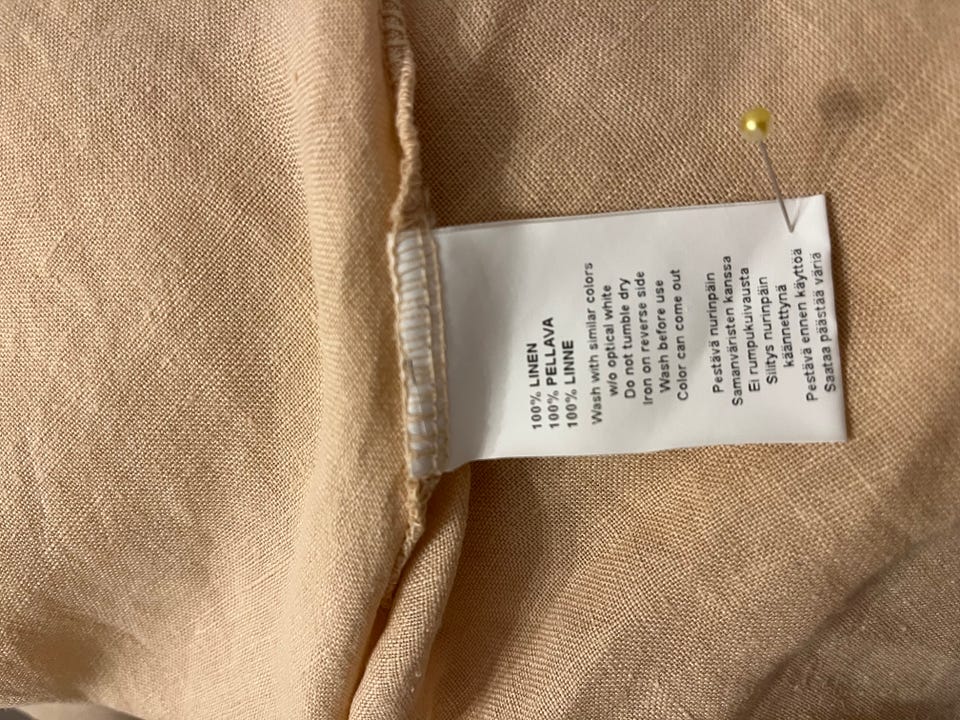 100% LINEN
100% PELLAVA
100% LINNE
Wash with similar colors
w/o optical white
Do not tumble dry
Iron on reverse side
Wash before use
Color can come out
Pestävä nurinpäin
Samanväristen kanssa
Ei rumpukuivausta
Silitys nurinpäin
käännettynä
Pestävä ennen käyttöä
Saataa päästää väriä